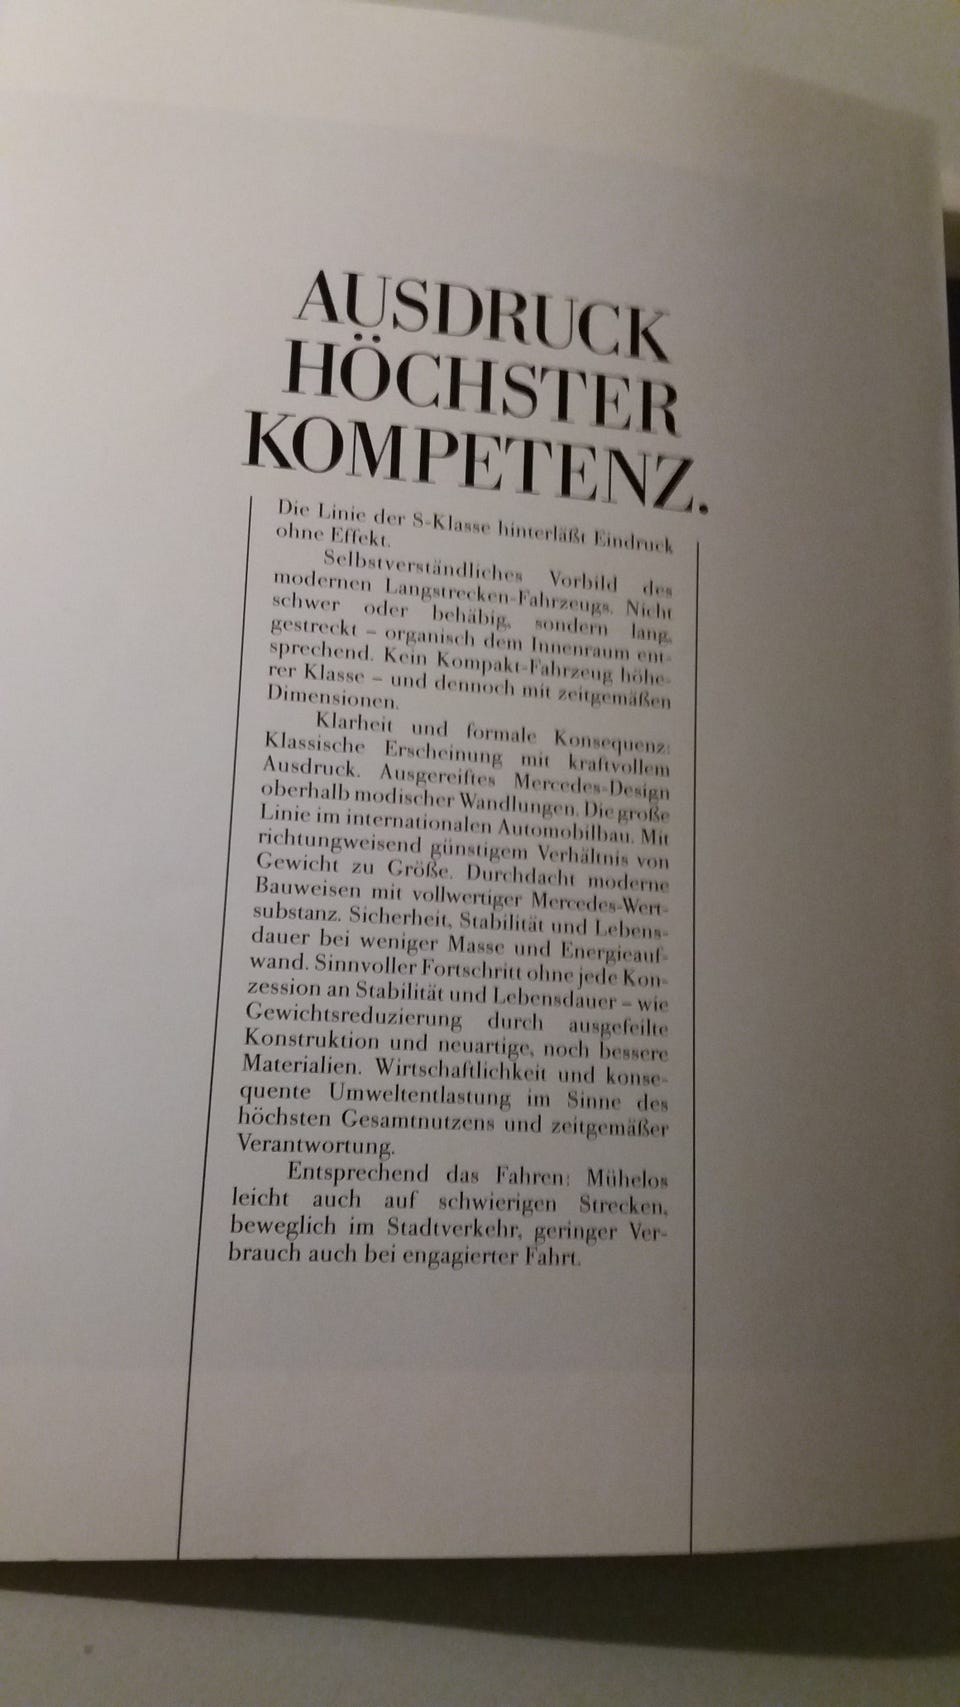 AUSDRUCK
HÖCHSTER
KOMPETENZ.
Die Linie der S-Klasse hinterläßt Eindruck
ohne Effekt.
Selbstverständliches Vorbild des
modernen Langstrecken-Fahrzeugs. Nicht
schwer oder behäbig, sondern lang,
gestreckt – organisch dem Innenraum ent-
sprechend. Kein Kompakt-Fahrzeug höhe-
rer Klasse – und dennoch mit zeitgemäßen
Dimensionen.
Klarheit und formale Konsequenz:
Klassische Erscheinung mit kraftvollem
Ausdruck. Ausgereiftes Mercedes-Design
oberhalb modischer Wandlungen. Die große
Linie im internationalen Automobilbau. Mit
richtungweisend günstigem Verhältnis von
Gewicht zu Größe. Durchdacht moderne
Bauweisen mit vollwertiger Mercedes-Wert-
substanz. Sicherheit, Stabilität und Lebens-
dauer bei weniger Masse und Energieauf-
wand. Sinnvoller Fortschritt ohne jede Kon-
zession an Stabilität und Lebensdauer – wie
Gewichtsreduzierung durch ausgefeilte
Konstruktion und neuartige, noch bessere
Materialien. Wirtschaftlichkeit und konse-
quente Umweltentlastung im Sinne des
höchsten Gesamtnutzens und zeitgemäßer
Verantwortung.
Entsprechend das Fahren: Mühelos
leicht auch auf schwierigen Strecken,
beweglich im Stadtverkehr, geringer Ver-
brauch auch bei engagierter Fahrt.